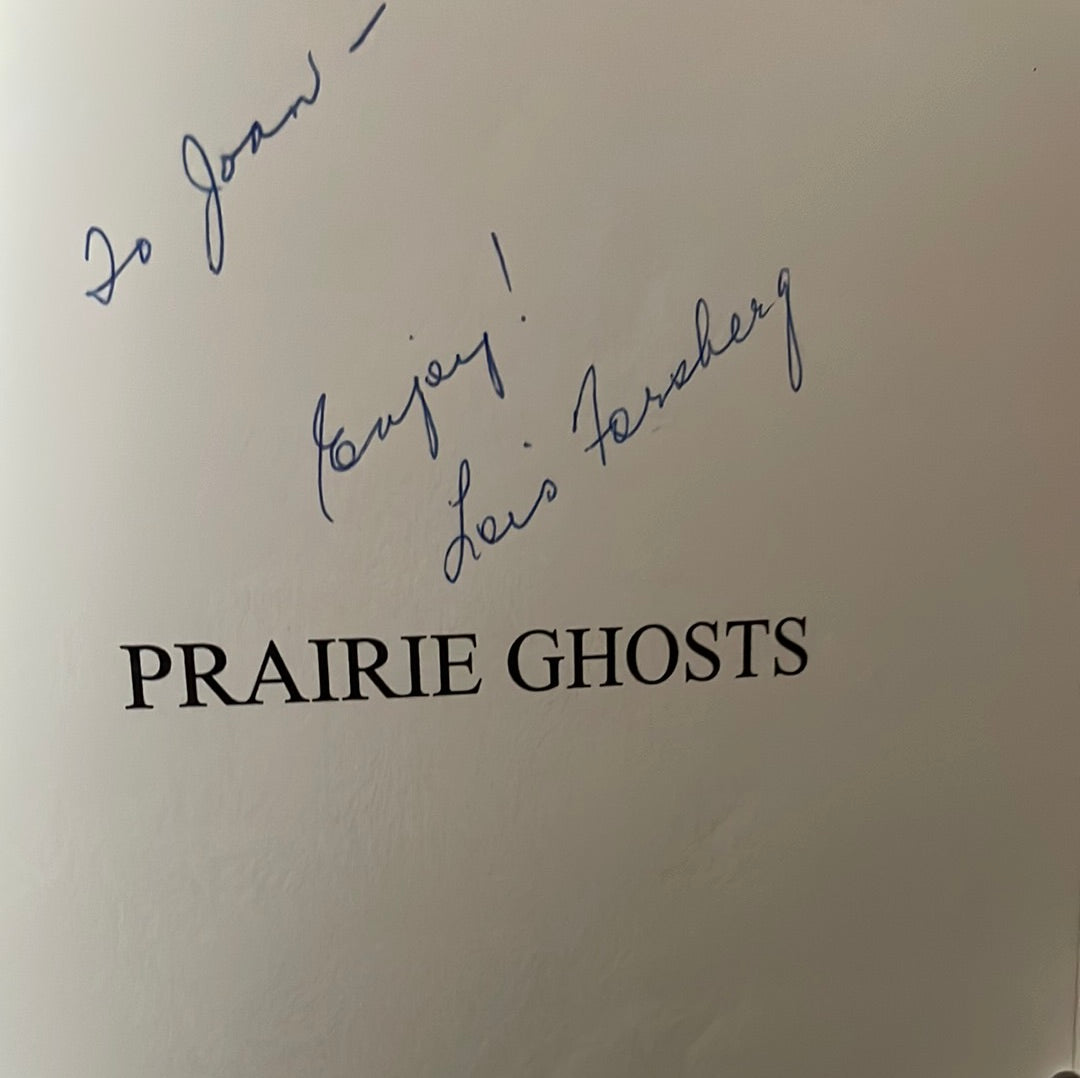 To Joan –
Enjoy!
Lois Forsberg
PRAIRIE GHOSTS